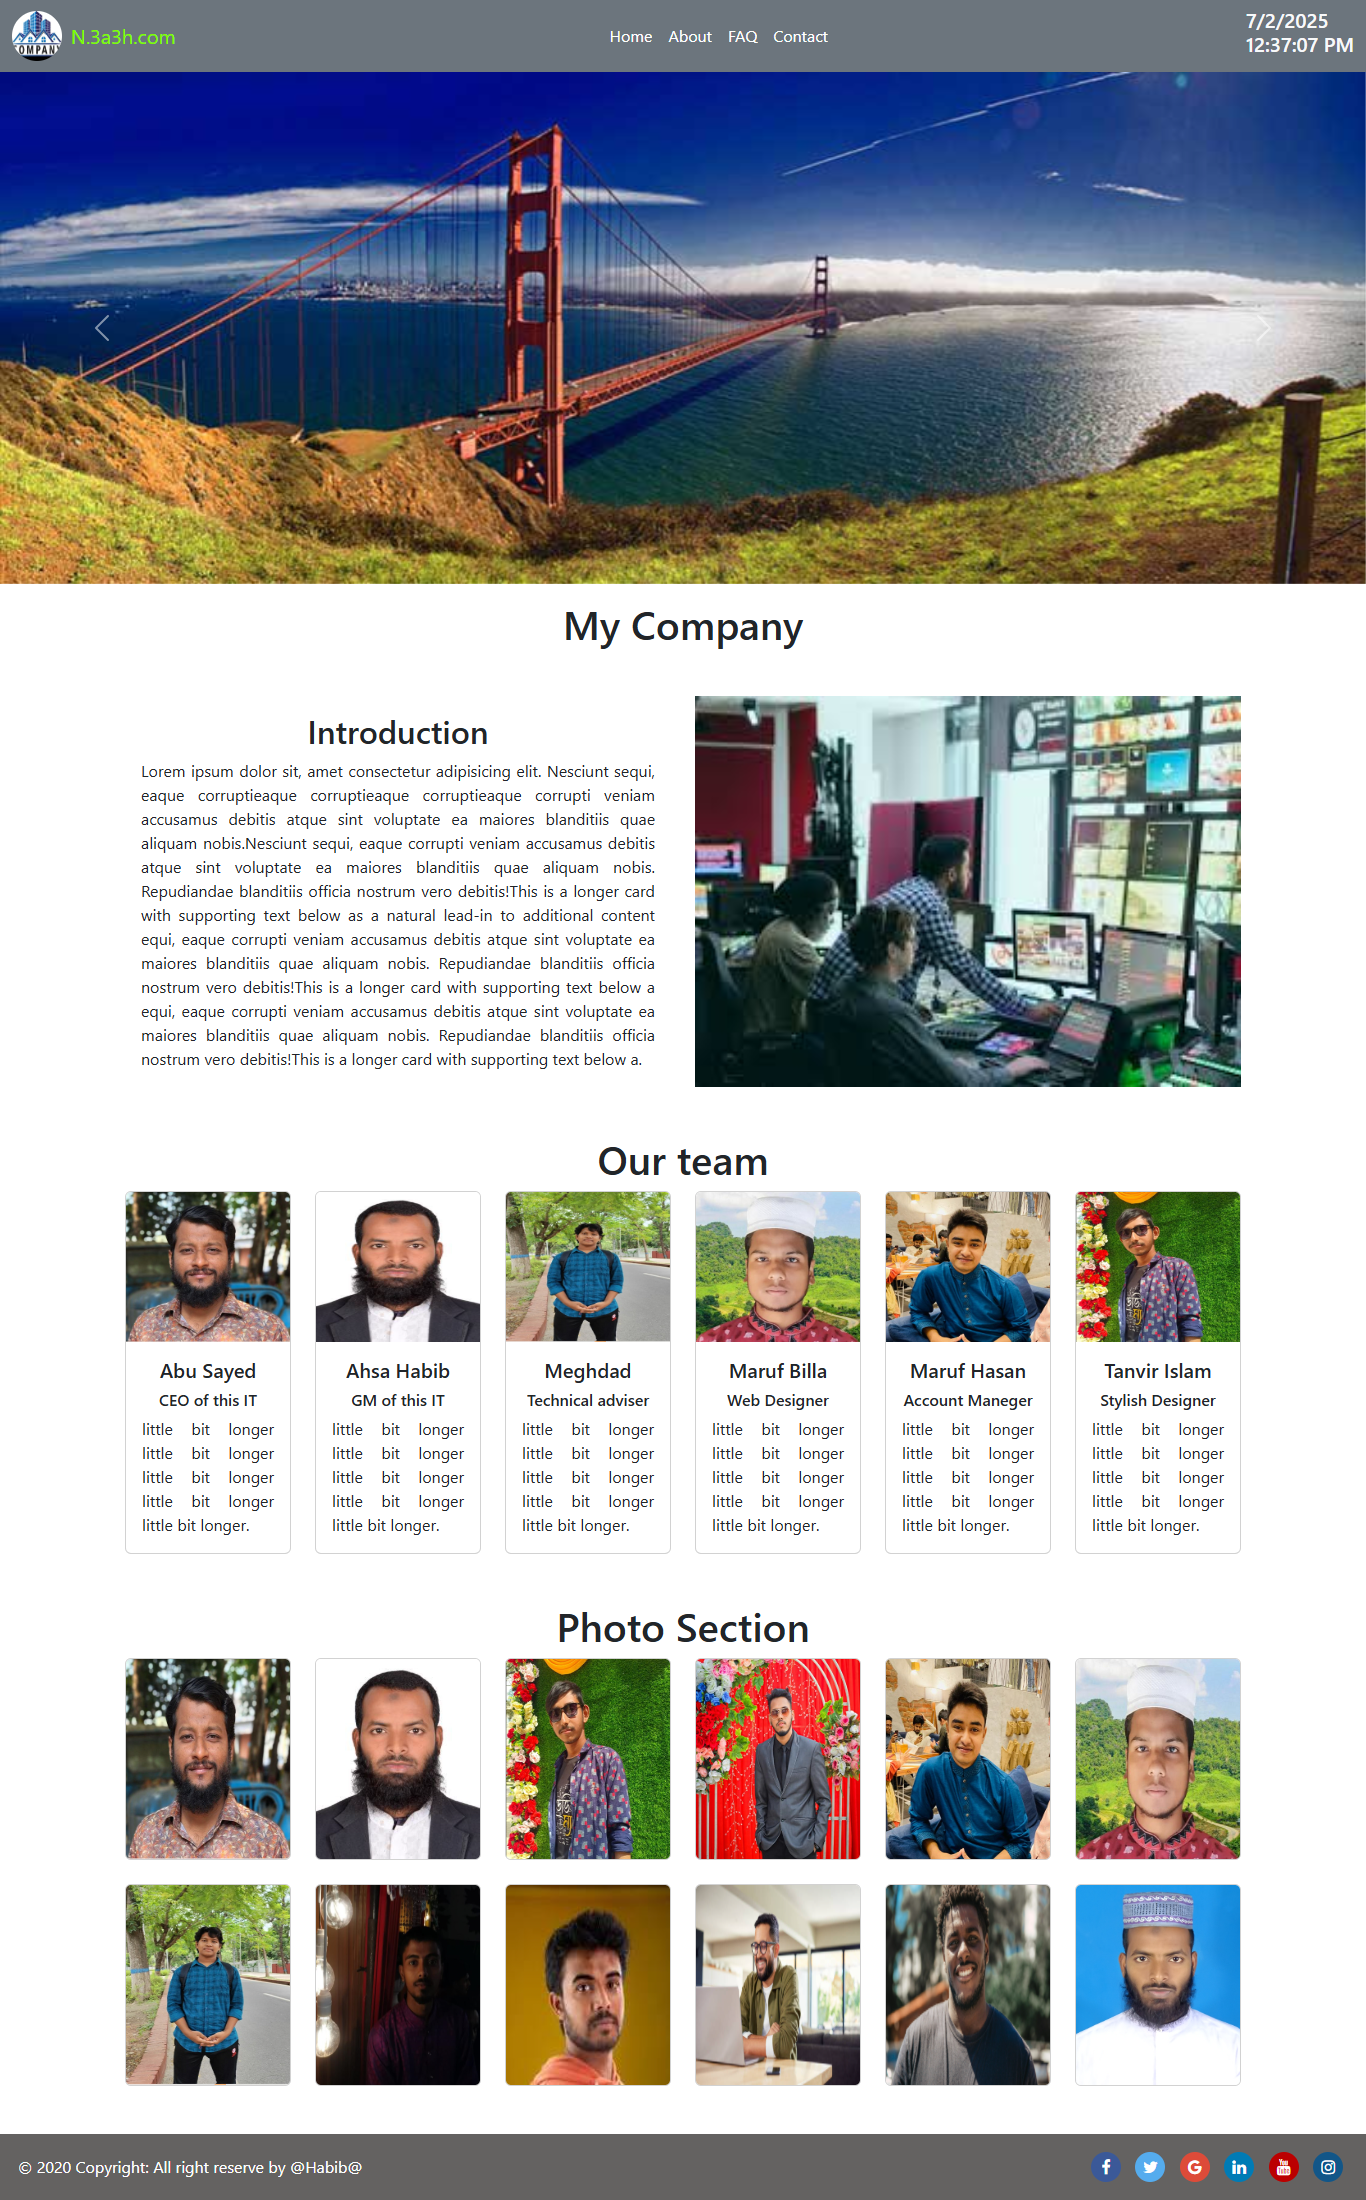 OMPAN
N.3a3h.com
Home About FAQ Contact
7/2/2025
12:37:07 PM
My Company
Introduction
Lorem ipsum dolor sit, amet consectetur adipisicing elit. Nesciunt sequi,
eaque corruptieaque corruptieaque corruptieaque corrupti veniam
accusamus debitis atque sint voluptate ea maiores blanditiis quae
aliquam nobis.Nesciunt sequi, eaque corrupti veniam accusamus debitis
atque sint voluptate ea maiores blanditiis quae aliquam nobis.
Repudiandae blanditiis officia nostrum vero debitis!This is a longer card
with supporting text below as a natural lead-in to additional content
equi, eaque corrupti veniam accusamus debitis atque sint voluptate ea
maiores blanditiis quae aliquam nobis. Repudiandae blanditiis officia
nostrum vero debitis!This is a longer card with supporting text below a
equi, eaque corrupti veniam accusamus debitis atque sint voluptate ea
maiores blanditiis quae aliquam nobis. Repudiandae blanditiis officia
nostrum vero debitis!This is a longer card with supporting text below a.
Our team
Abu Sayed
CEO of this IT
little bit longer
little bit longer
little bit longer
little bit longer
little bit longer.
Ahsa Habib
GM of this IT
little bit longer
little bit longer
little bit longer
little bit longer
little bit longer.
Meghdad
Technical adviser
little bit longer
little bit longer
little bit longer
little bit longer
little bit longer.
Maruf Billa
Web Designer
little bit longer
little bit longer
little bit longer
little bit longer
little bit longer.
Maruf Hasan
Account Maneger
little bit longer
little bit longer
little bit longer
little bit longer
little bit longer.
Tanvir Islam
Stylish Designer
little bit longer
little bit longer
little bit longer
little bit longer
little bit longer.
Photo Section
© 2020 Copyright: All right reserve by @Habib@